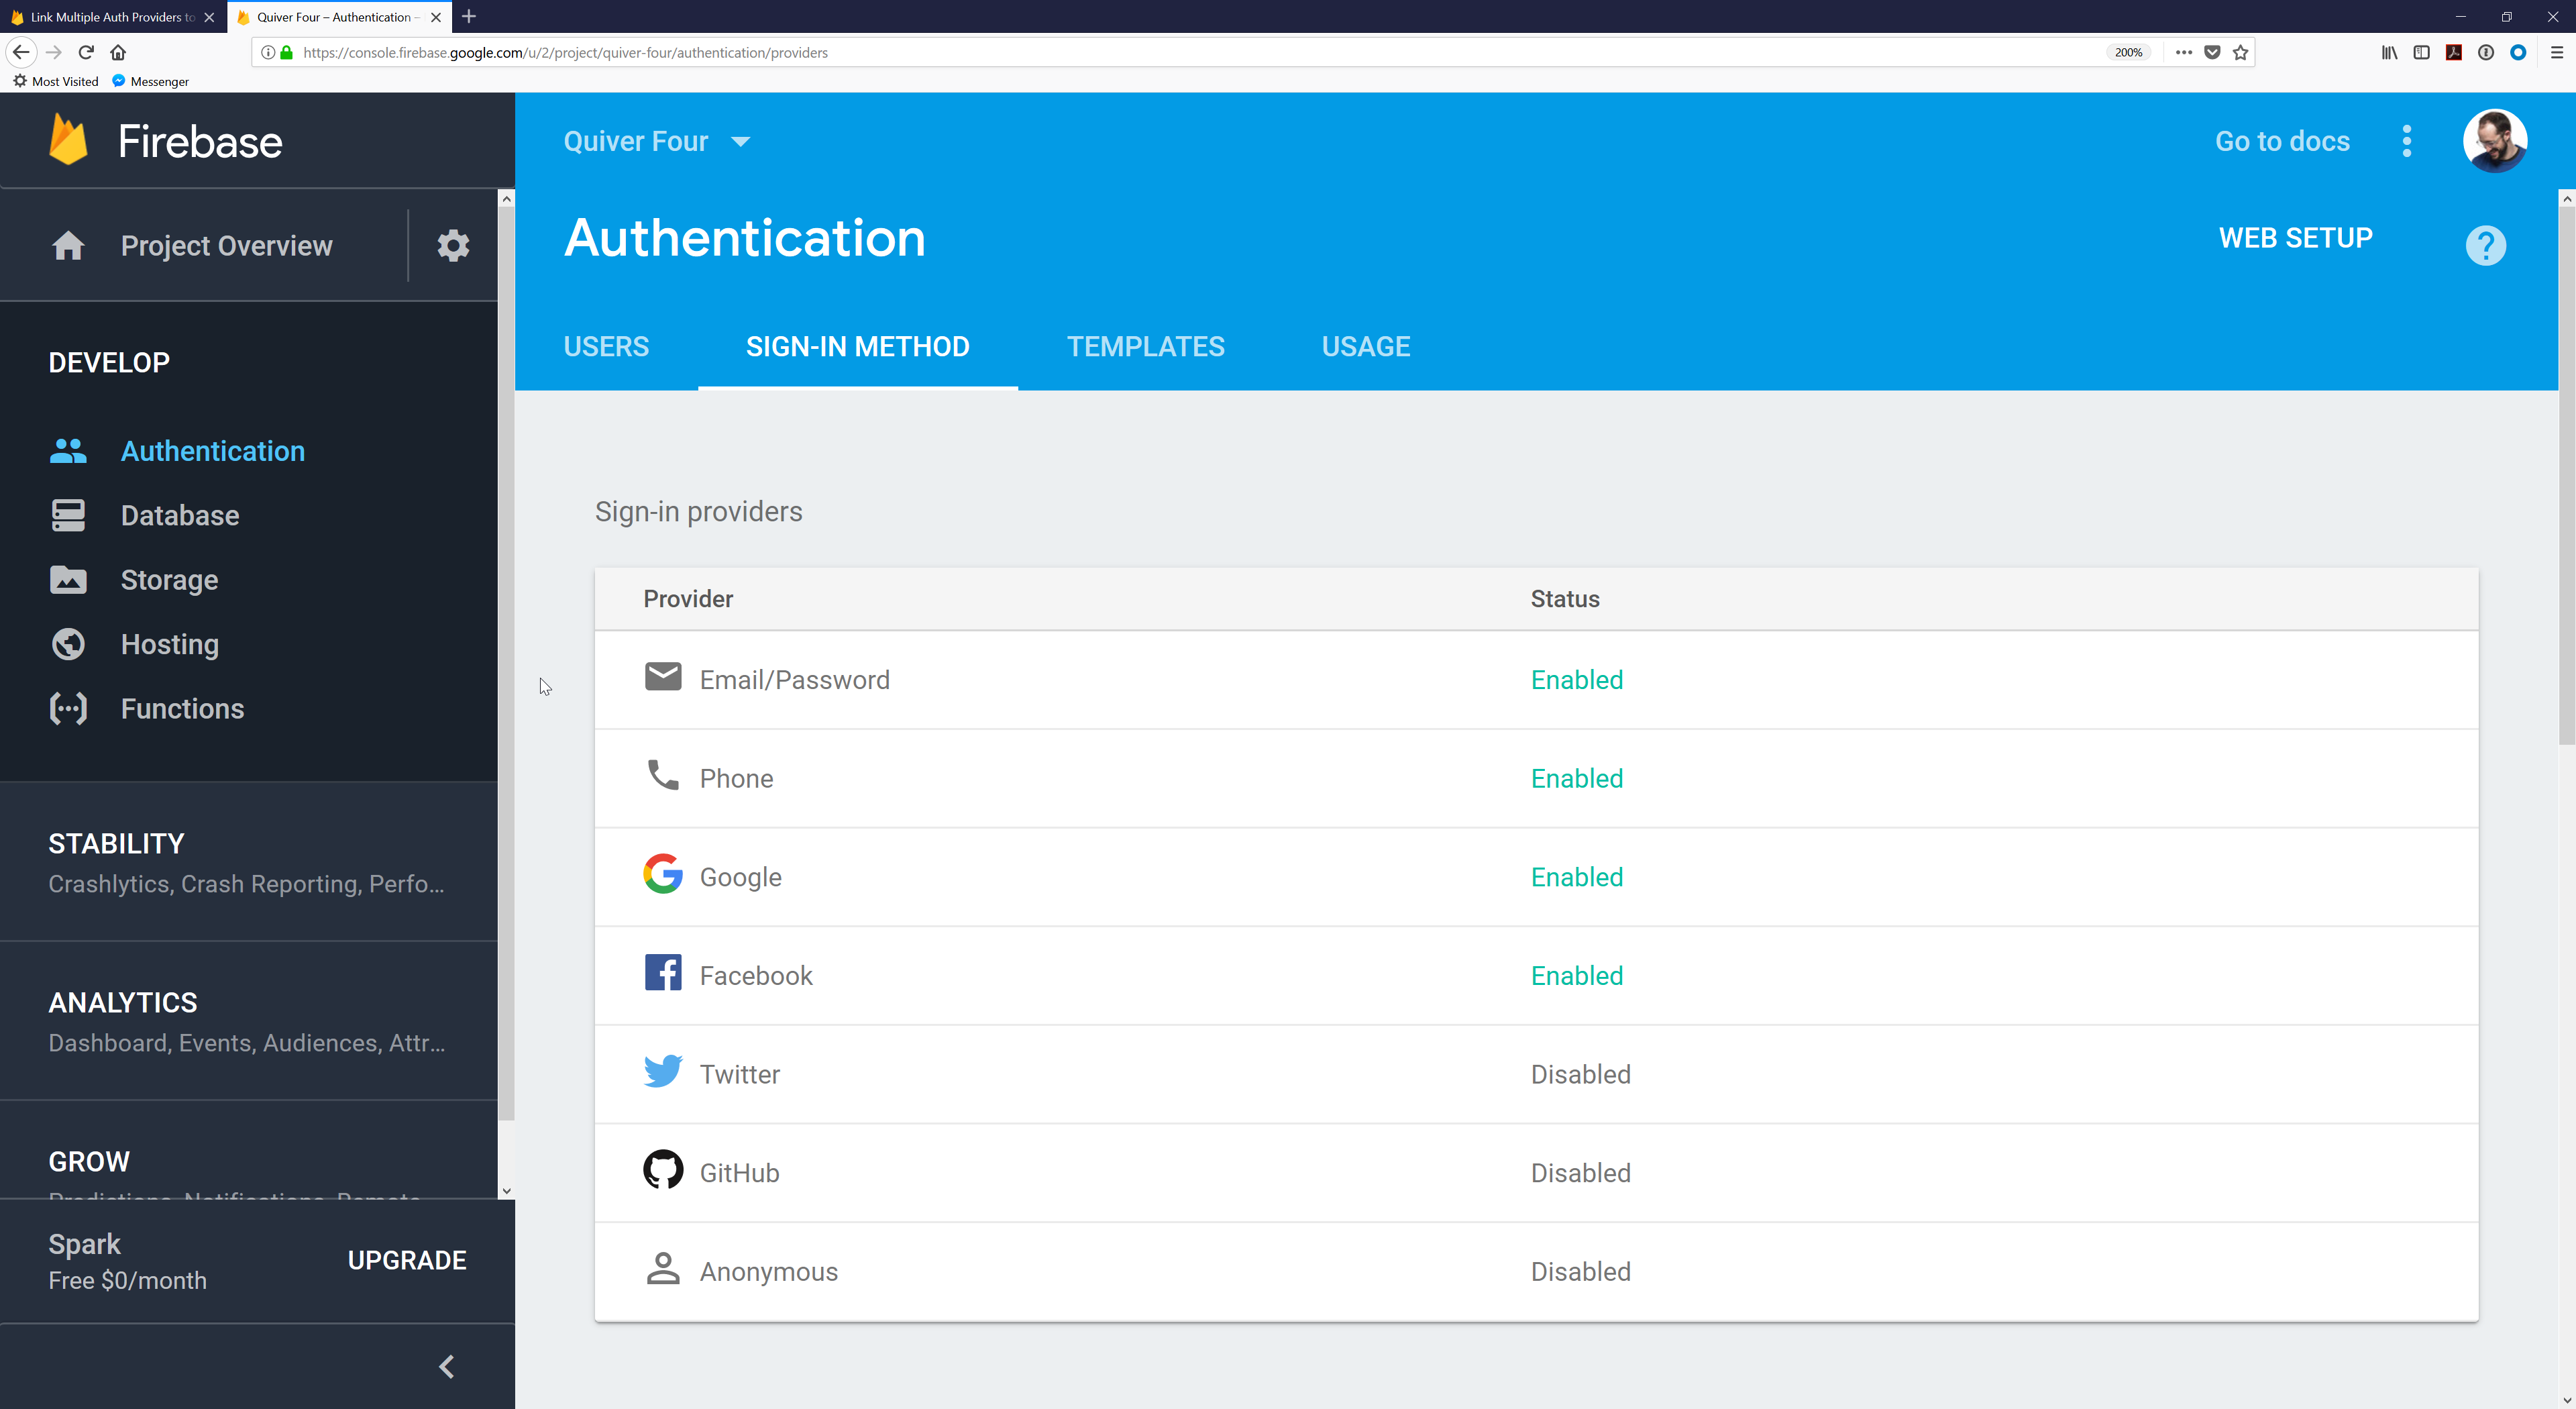 Link Multiple Auth Providers to
Quiver Four – Authentication –
https://console.firebase.google.com/u/2/project/quiver-four/authentication/providers
200%
Most Visited
Messenger
Firebase
Quiver Four
Go to docs
Project Overview
Authentication
WEB SETUP
?
USERS
SIGN-IN METHOD
TEMPLATES
USAGE
DEVELOP
Authentication
Database
Storage
Hosting
Functions
STABILITY
Crashlytics, Crash Reporting, Perfo...
ANALYTICS
Dashboard, Events, Audiences, Attr...
GROW
Predictions, Notifications, Remote
Spark
Free $0/month
UPGRADE
Sign-in providers
Provider
Status
Email/Password
Enabled
Phone
Enabled
Google
Enabled
Facebook
Enabled
Twitter
Disabled
GitHub
Disabled
Anonymous
Disabled